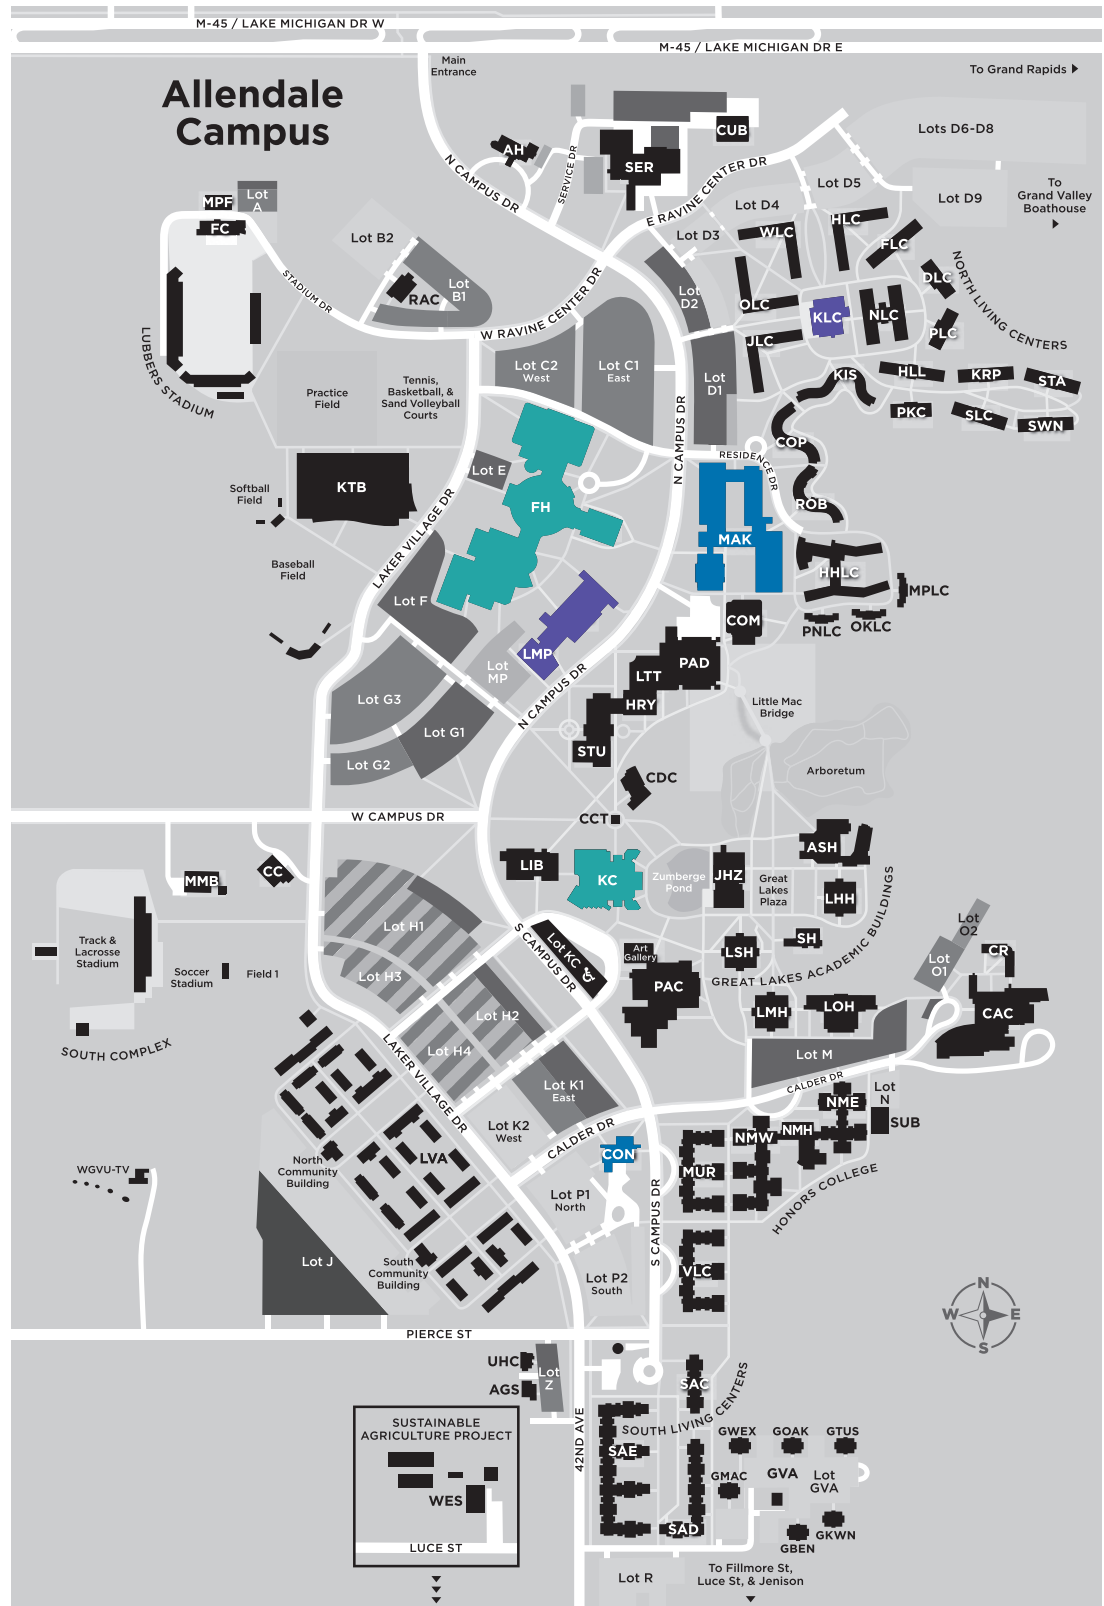 M-45 / LAKE MICHIGAN DR W
M-45 / LAKE MICHIGAN DR E
Main
Entrance
To Grand Rapids
Allendale
Campus
CUB
Lots D6-D8
AH
SER
SERVICE DR
N CAMPUS DR
E RAVINE CENTER DR
Lot D5
To
Grand Valley
Boathouse
Lot
A
MPF
FC
Lot D4
Lot D9
HLC
WLC
FLC
Lot B2
Lot D3
STADIUM DR
RAC
Lot
B1
W RAVINE CENTER DR
Lot
D2
OLC
DLC
NORTH LIVING CENTERS
KLC
NLC
PLC
JLC
LUBBERS STADIUM
Practice
Field
Tennis,
Basketball, &
Sand Volleyball
Courts
Lot C2
West
Lot C1
East
Lot
D1
KIS
HLL
KRP
STA
PKC
SLC
SWN
N CAMPUS DR
COP
RESIDENCE DR
Lot E
Softball
Field
KTB
FH
ROB
LAKER VILLAGE DR
MAK
Baseball
Field
HHLC
MPLC
Lot F
COM
PNLC
OKLC
LMP
Lot
MP
PAD
LTT
HRY
N CAMPUS DR
Lot G3
Little Mac
Bridge
Lot G1
STU
Lot G2
CDC
Arboretum
W CAMPUS DR
CCT
ASH
LIB
MMB
CC
KC
Zumberge
Pond
JHZ
Great
Lakes
Plaza
LHH
GREAT LAKES ACADEMIC BUILDINGS
Lot H1
S CAMPUS DR
Lot KC
Art
Gallery
LSH
SH
Lot
O2
CR
Lot
O1
Track &
Lacrosse
Stadium
Soccer
Stadium
Field 1
Lot H3
PAC
LMH
LOH
CAC
Lot H2
SOUTH COMPLEX
Lot H4
LAKER VILLAGE DR
Lot M
CALDER DR
Lot K1
East
Lot
N
NME
SUB
Lot K2
West
CALDER DR
NMW
NMH
CON
LVA
North
Community
Building
WGVU-TV
MUR
HONORS COLLEGE
Lot P1
North
S CAMPUS DR
Lot J
South
Community
Building
VLC
Lot P2
South
N
W
E
S
PIERCE ST
UHC
AGS
Lot
Z
SAC
SOUTH LIVING CENTERS
SUSTAINABLE
AGRICULTURE PROJECT
42ND AVE
SAE
GWEX
GOAK
GTUS
GMAC
GVA
Lot
GVA
WES
SAD
GKWN
GBEN
LUCE ST
Lot R
To Fillmore St,
Luce St, & Jenison